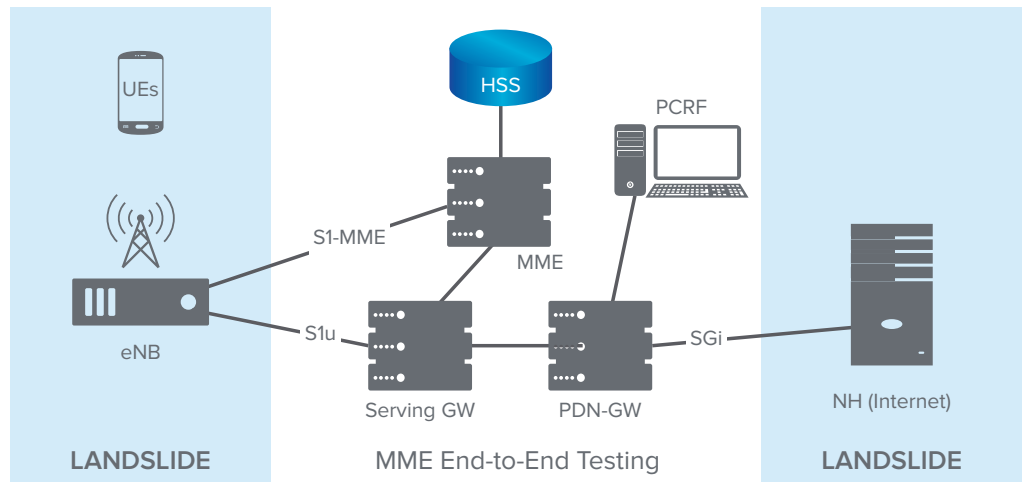 HSS
UEs
PCRF
S1-MME
MME
S1u
SGi
eNB
Serving GW
PDN-GW
NH (Internet)
LANDSLIDE
MME End-to-End Testing
LANDSLIDE